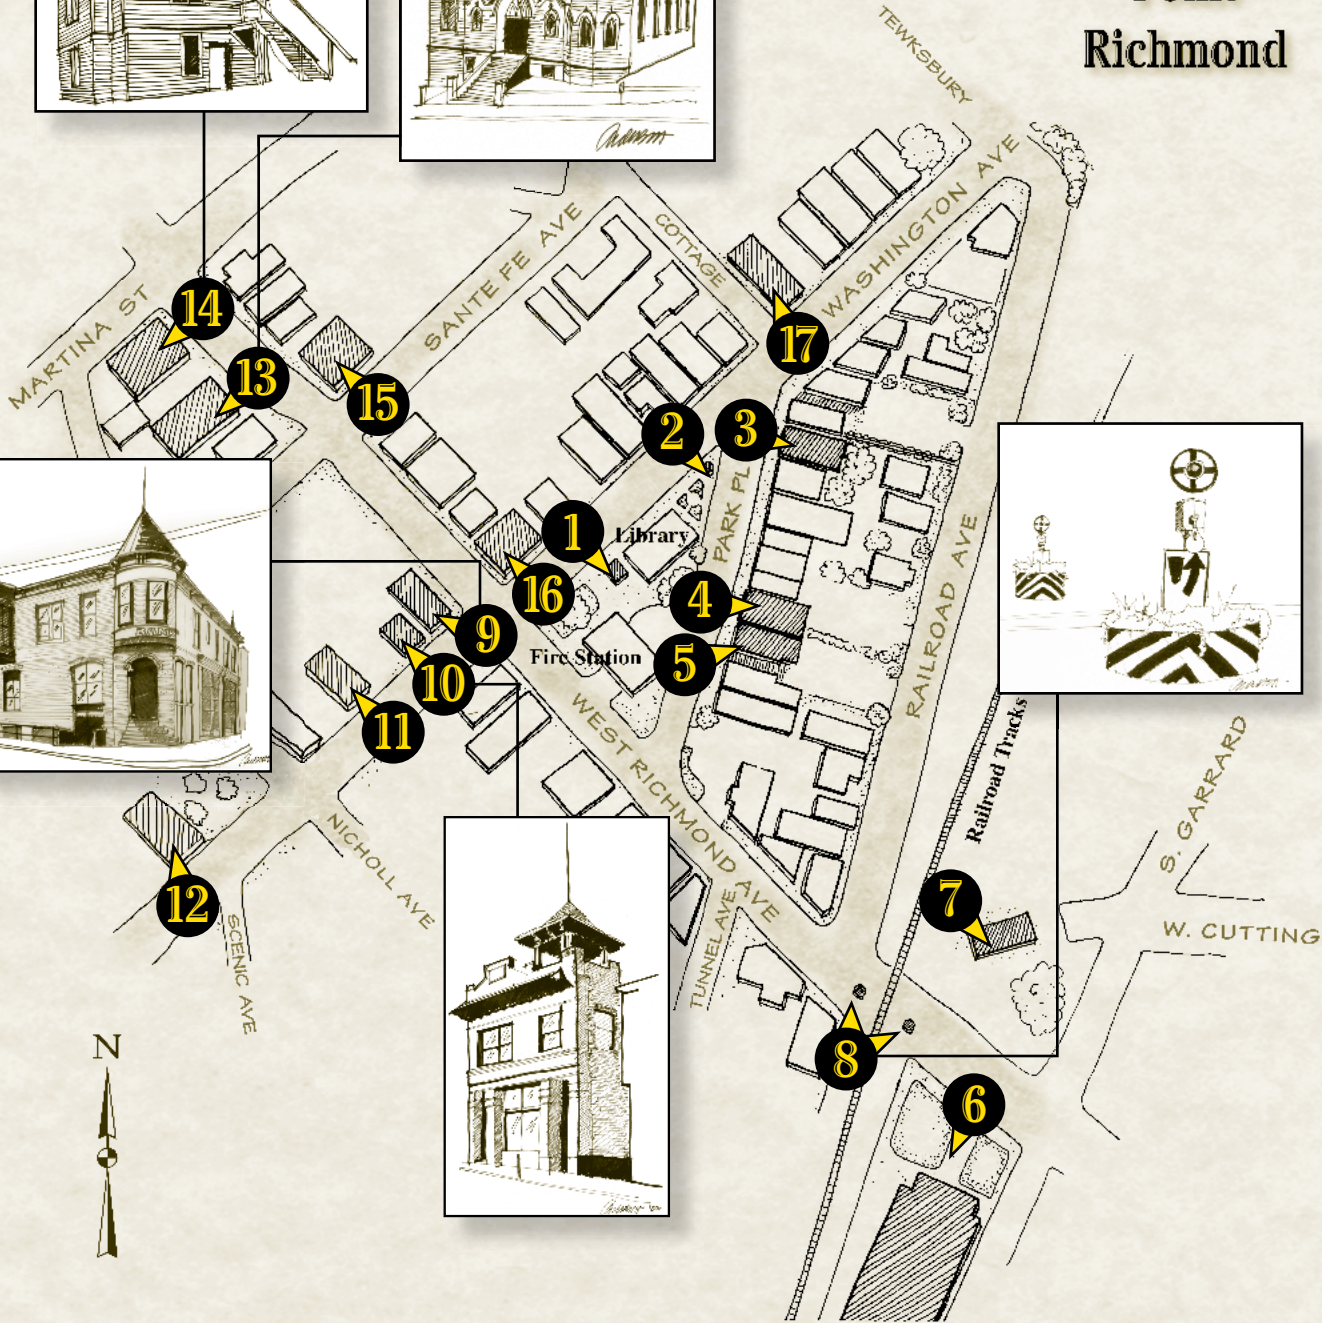 Richmond
TEWKSBURY
WASHINGTON AVE
COTTAGE
SANTE FE AVE
MARTINA ST
14
13
15
17
2
3
PARK PL
1
Library
16
4
9
Fire Station
5
10
11
RAILROAD AVE
WEST RICHMOND AVE
Railroad Tracks
S. GARRARD
NICHOLL AVE
12
SCENIC AVE
TUNNEL AVE
7
W. CUTTING
N
8
6